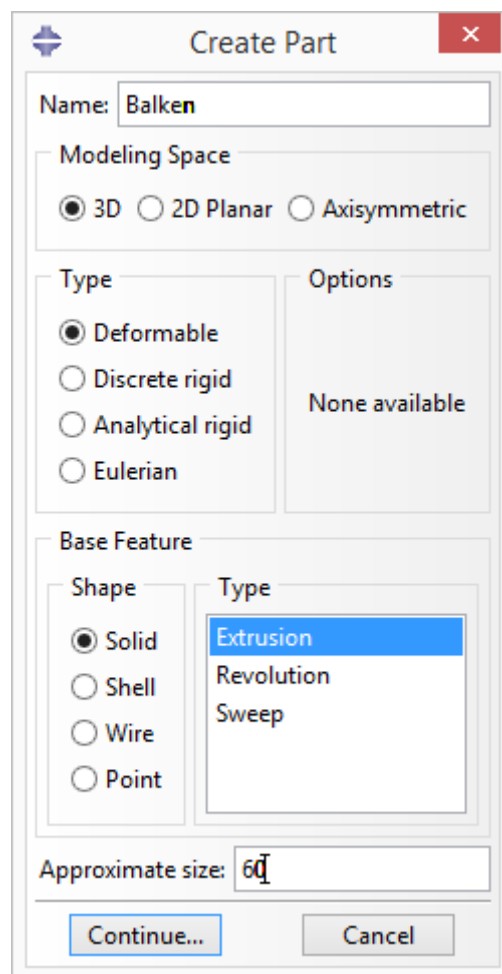 Create Part
Name: Balken
Modeling Space
3D 2D Planar Axisymmetric
Type
Deformable
Discrete rigid
Analytical rigid
Eulerian
Options
None available
Base Feature
Shape
Solid
Shell
Wire
Point
Type
Extrusion
Revolution
Sweep
Approximate size: 60
Continue... Cancel